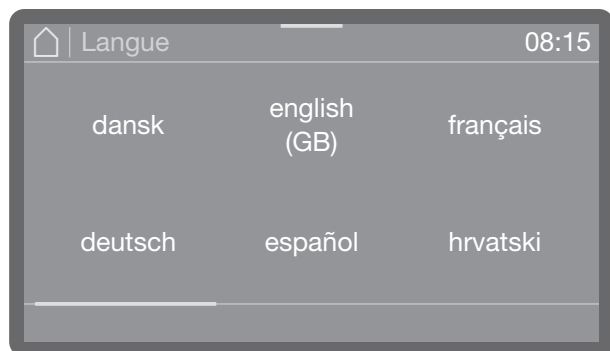 Langue 08:15
dansk
english
(GB)
français
deutsch
español
hrvatski